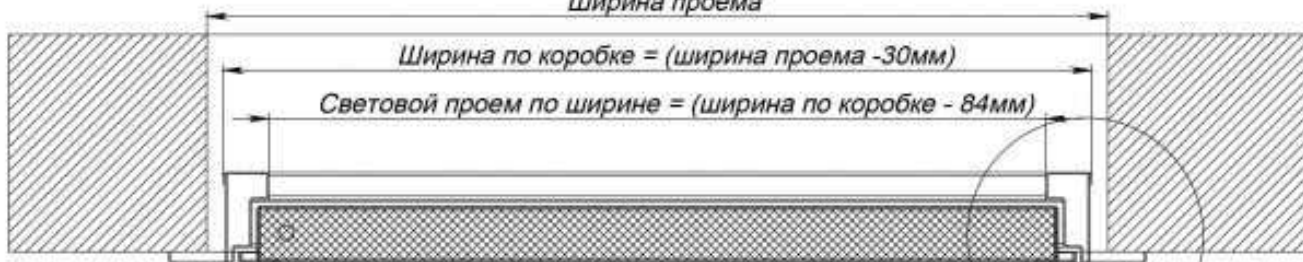 Ширина проема
Ширина по коробке = (ширина проема -30мм)
Световой проем по ширине = (ширина по коробке - 84мм)